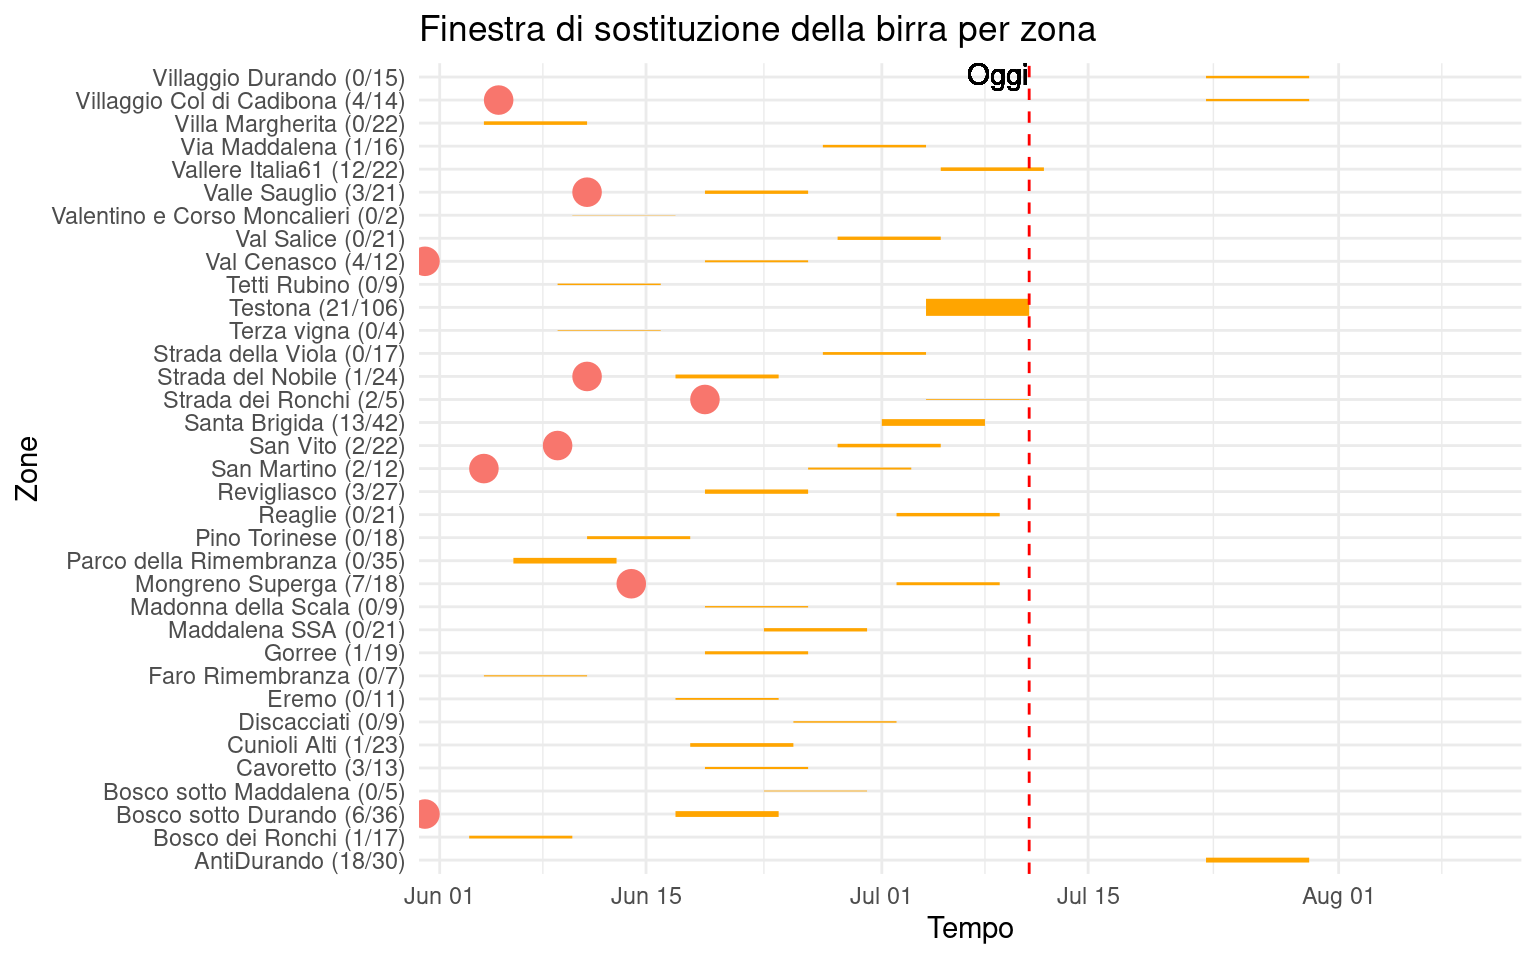 Finestra di sostituzione della birra per zona
Oggi
Zone
Villaggio Durando (0/15)
Villaggio Col di Cadibona (4/14)
Villa Margherita (0/22)
Via Maddalena (1/16)
Vallere Italia61 (12/22)
Valle Sauglio (3/21)
Valentino e Corso Moncalieri (0/2)
Val Salice (0/21)
Val Cenasco (4/12)
Tetti Rubino (0/9)
Testona (21/106)
Terza vigna (0/4)
Strada della Viola (0/17)
Strada del Nobile (1/24)
Strada dei Ronchi (2/5)
Santa Brigida (13/42)
San Vito (2/22)
San Martino (2/12)
Revigliasco (3/27)
Reaglie (0/21)
Pino Torinese (0/18)
Parco della Rimembranza (0/35)
Mongreno Superga (7/18)
Madonna della Scala (0/9)
Maddalena SSA (0/21)
Gorree (1/19)
Faro Rimembranza (0/7)
Eremo (0/11)
Discacciati (0/9)
Cunioli Alti (1/23)
Cavoretto (3/13)
Bosco sotto Maddalena (0/5)
Bosco sotto Durando (6/36)
Bosco dei Ronchi (1/17)
AntiDurando (18/30)
Jun 01 Jun 15 Jul 01 Jul 15 Aug 01
Tempo